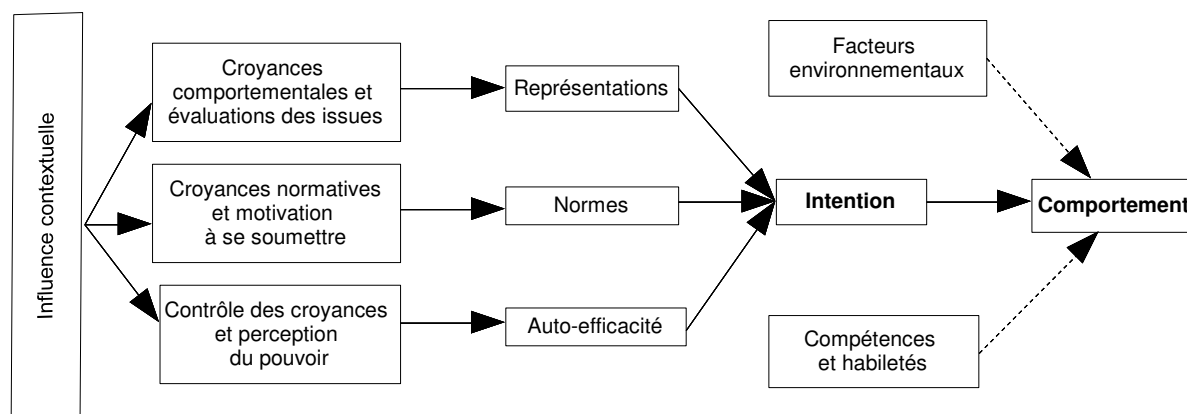 Influence contextuelle
Croyances
comportementales et
évaluations des issues
Croyances normatives
et motivation
à se soumettre
Contrôle des croyances
et perception
du pouvoir
Représentations
Normes
Auto-efficacité
Facteurs
environnementaux
Intention
Comportement
Compétences
et habiletés